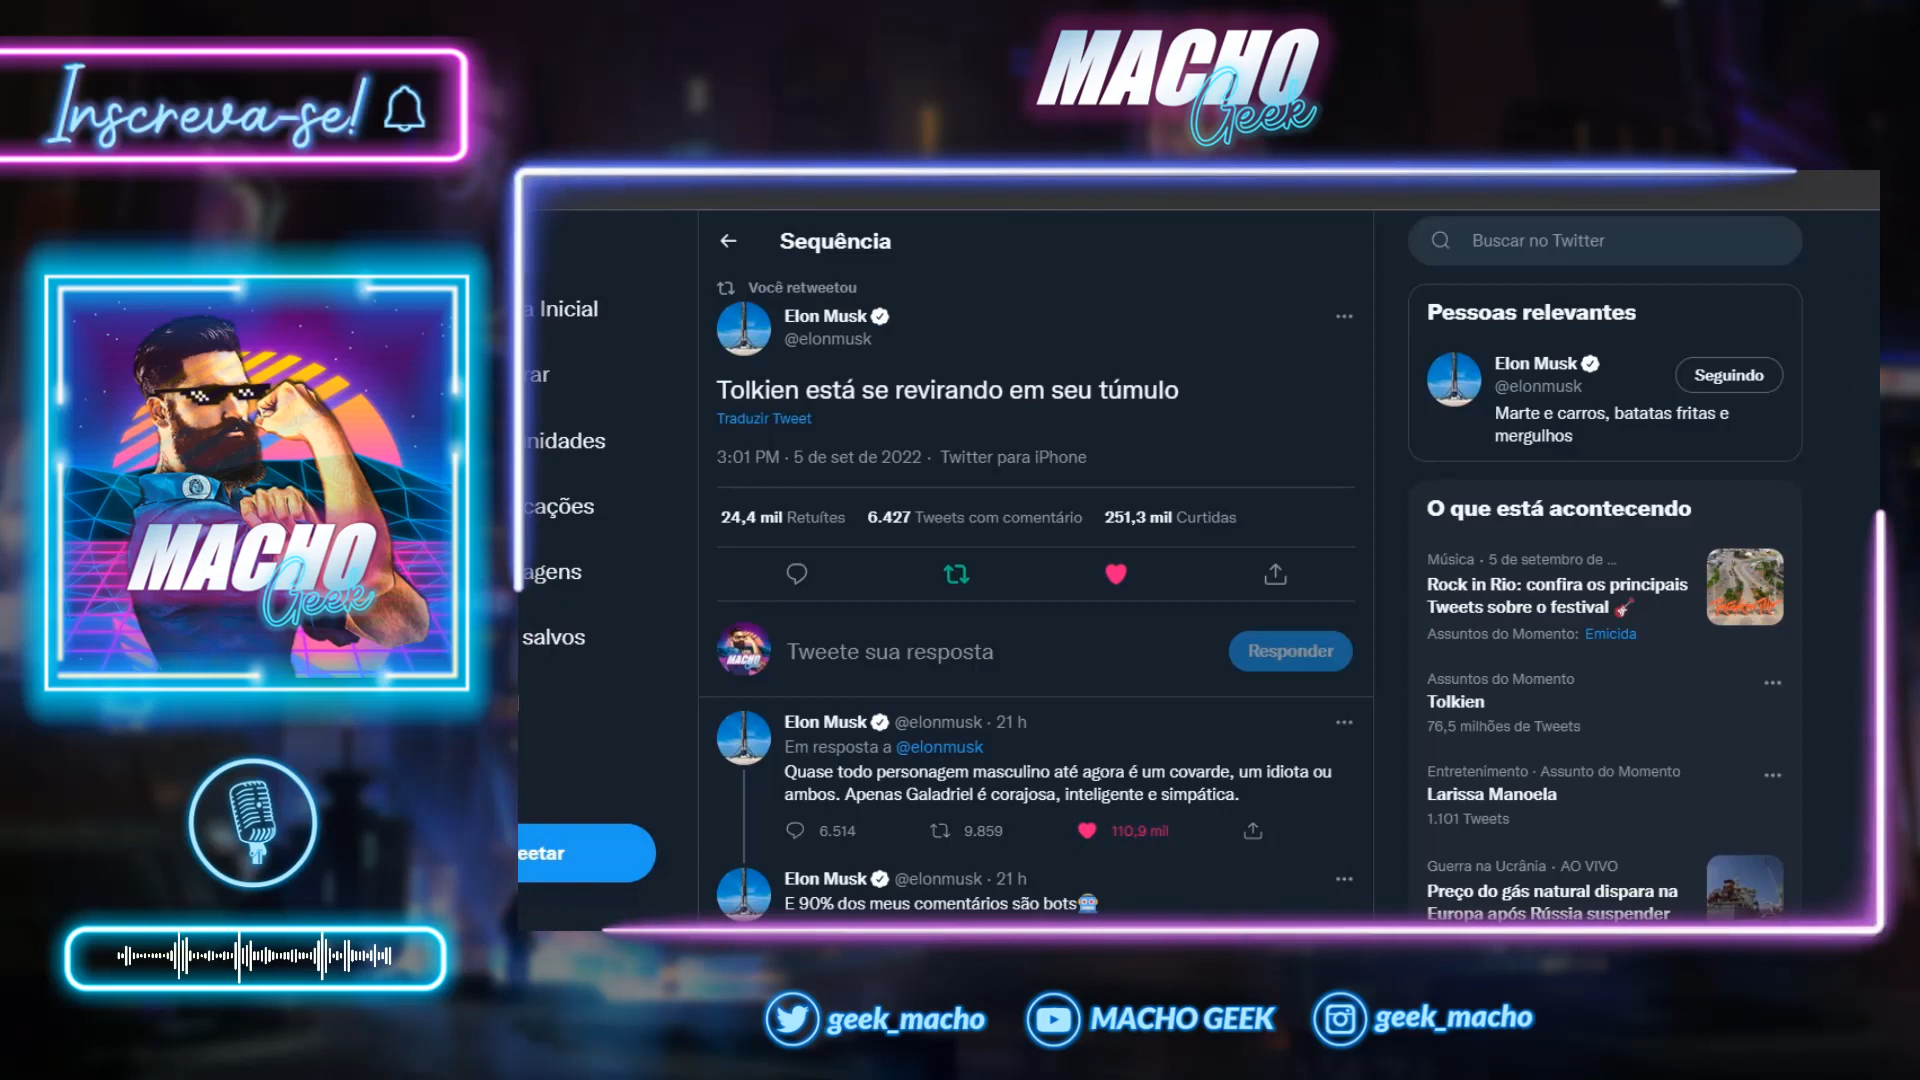 Inscreva-se!
MACHO
Geek
MACHO
Geek
a Inicial
rar
nidades
cações
agens
salvos
eetar
Sequência
Você retweetou
Elon Musk
@elonmusk
Tolkien está se revirando em seu túmulo
Traduzir Tweet
3:01 PM · 5 de set de 2022 · Twitter para iPhone
24,4 mil Retuítes 6.427 Tweets com comentário 251,3 mil Curtidas
MACHO
Tweete sua resposta
Responder
Elon Musk @elonmusk · 21 h
Em resposta a @elonmusk
Quase todo personagem masculino até agora é um covarde, um idiota ou
ambos. Apenas Galadriel é corajosa, inteligente e simpática.
6.514 9.859 110,9 mil
Elon Musk @elonmusk · 21 h
E 90% dos meus comentários são bots
Buscar no Twitter
Pessoas relevantes
Elon Musk
@elonmusk
Seguindo
Marte e carros, batatas fritas e
mergulhos
O que está acontecendo
Música · 5 de setembro de ...
Rock in Rio: confira os principais
Tweets sobre o festival
Assuntos do Momento: Emicida
Assuntos do Momento
Tolkien
76,5 milhões de Tweets
Entretenimento · Assunto do Momento
Larissa Manoela
1.101 Tweets
Guerra na Ucrânia · AO VIVO
Preço do gás natural dispara na
Europa após Rússia suspender
geek_macho
MACHO GEEK
geek_macho